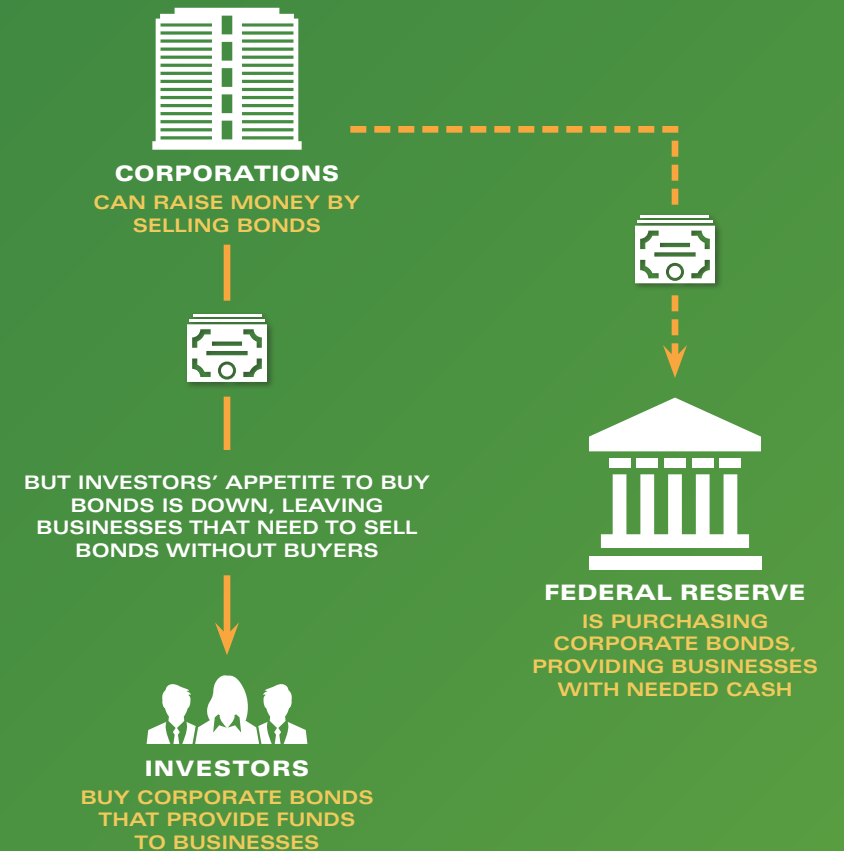 CORPORATIONS
CAN RAISE MONEY BY
SELLING BONDS
BUT INVESTORS’ APPETITE TO BUY
BONDS IS DOWN, LEAVING
BUSINESSES THAT NEED TO SELL
BONDS WITHOUT BUYERS
INVESTORS
BUY CORPORATE BONDS
THAT PROVIDE FUNDS
TO BUSINESSES
FEDERAL RESERVE
IS PURCHASING
CORPORATE BONDS,
PROVIDING BUSINESSES
WITH NEEDED CASH